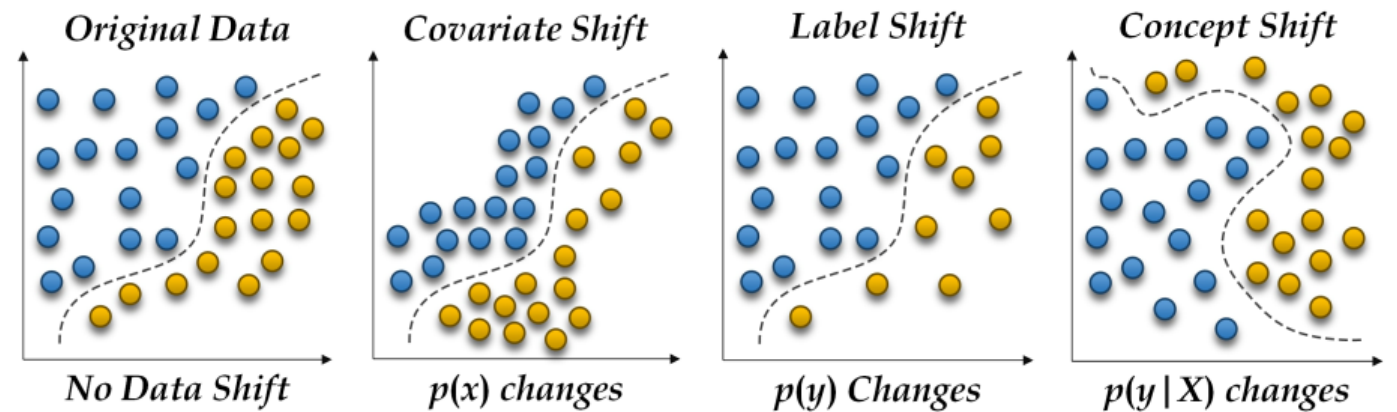 Original Data
Covariate Shift
Label Shift
Concept Shift
No Data Shift
p(x) changes
p(y) Changes
p(y|X) changes